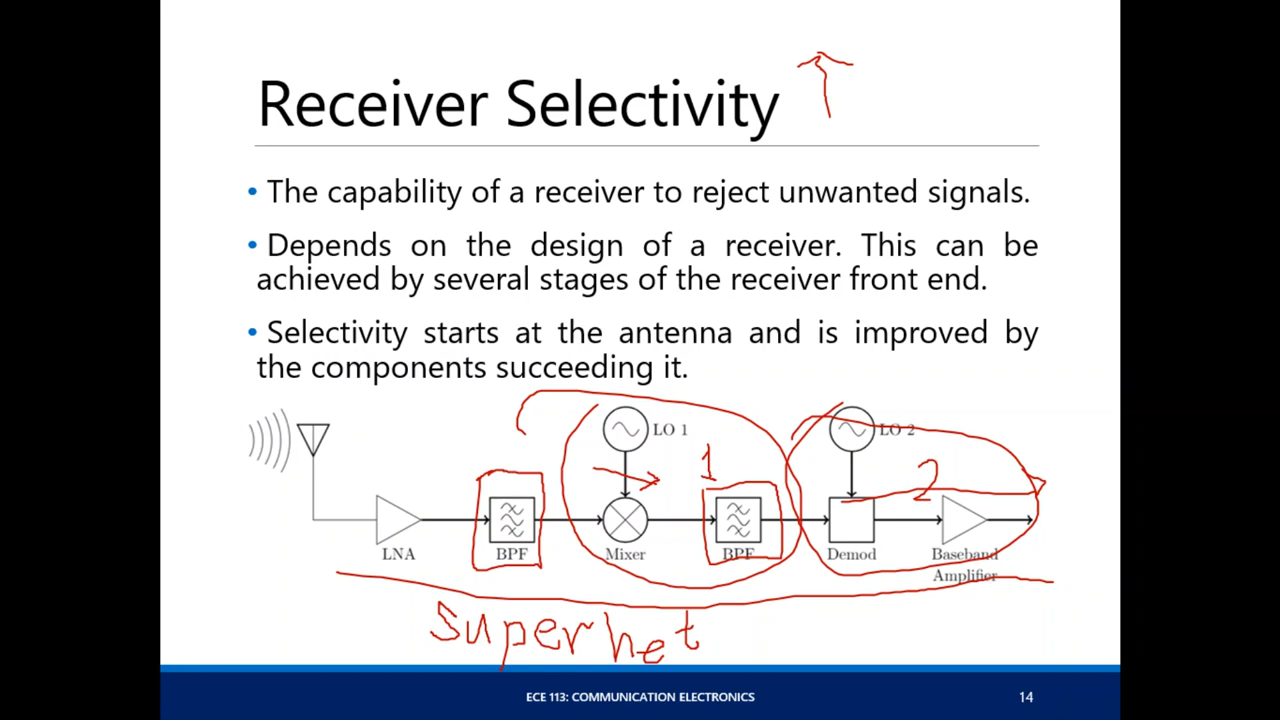 Receiver Selectivity
• The capability of a receiver to reject unwanted signals.
• Depends on the design of a receiver. This can be
achieved by several stages of the receiver front end.
• Selectivity starts at the antenna and is improved by
the components succeeding it.
LO 1
LO 2
1
2
LNA
BPF
Mixer
BPF
Demod
Baseband
Amplifier
superhet
ECE 113: COMMUNICATION ELECTRONICS
14